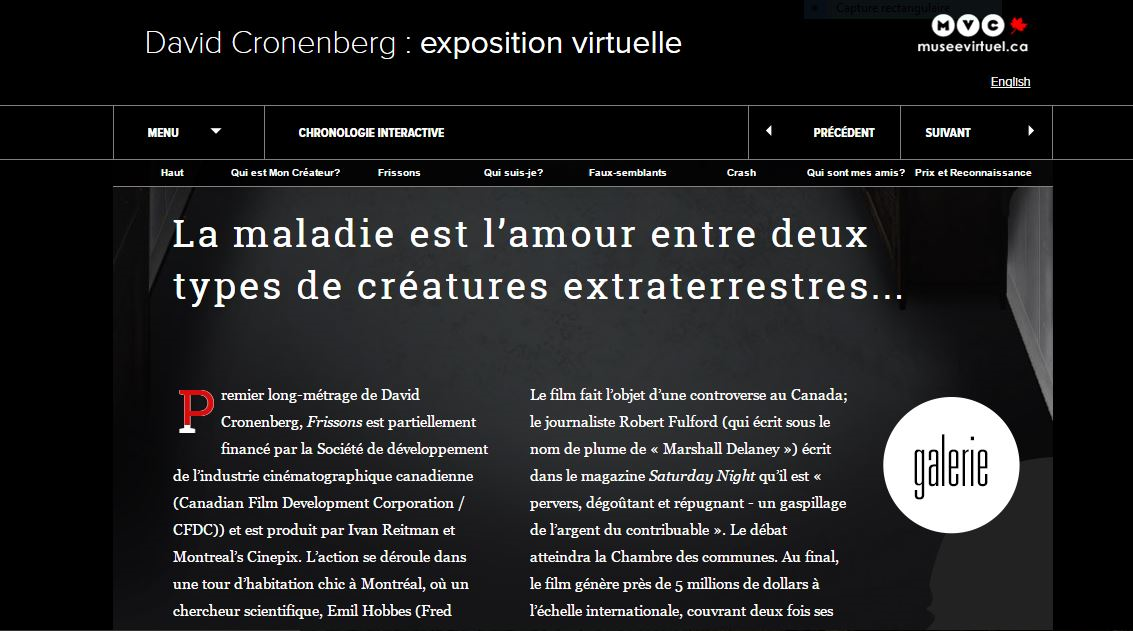 Capture rectangulaire
David Cronenberg : exposition virtuelle
MVC
museevirtuel.ca
English
MENU
CHRONOLOGIE INTERACTIVE
PRÉCÉDENT
SUIVANT
Haut
Qui est Mon Créateur?
Frissons
Qui suis-je?
Faux-semblants
Crash
Qui sont mes amis?
Prix et Reconnaissance
La maladie est l’amour entre deux
types de créatures extraterrestres...
Premier long-métrage de David
Cronenberg, Frissons est partiellement
financé par la Société de développement
de l’industrie cinématographique canadienne
(Canadian Film Development Corporation /
CFDC)) et est produit par Ivan Reitman et
Montreal’s Cinepix. L’action se déroule dans
une tour d’habitation chic à Montréal, où un
chercheur scientifique, Emil Hobbes (Fred
Le film fait l’objet d’une controverse au Canada;
le journaliste Robert Fulford (qui écrit sous le
nom de plume de « Marshall Delaney ») écrit
dans le magazine Saturday Night qu’il est «
pervers, dégoûtant et répugnant - un gaspillage
de l’argent du contribuable ». Le débat
atteindra la Chambre des communes. Au final,
le film génère près de 5 millions de dollars à
l’échelle internationale, couvrant deux fois ses
galerie